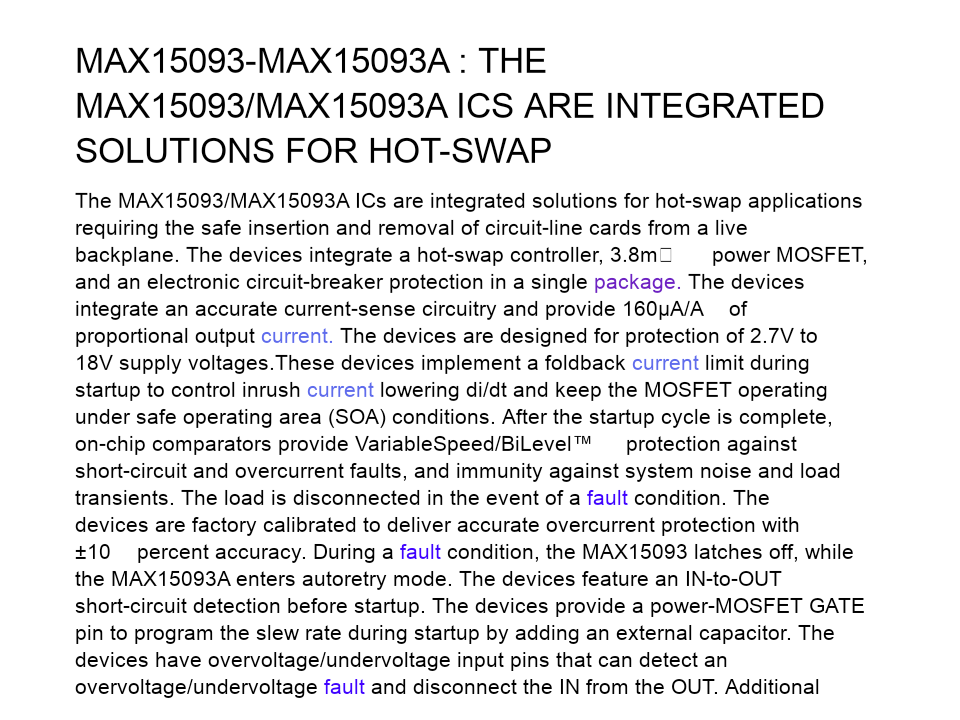 MAX15093-MAX15093A : THE
MAX15093/MAX15093A ICS ARE INTEGRATED
SOLUTIONS FOR HOT-SWAP
The MAX15093/MAX15093A ICs are integrated solutions for hot-swap applications
requiring the safe insertion and removal of circuit-line cards from a live
backplane. The devices integrate a hot-swap controller, 3.8m□ power MOSFET,
and an electronic circuit-breaker protection in a single package. The devices
integrate an accurate current-sense circuitry and provide 160µA/A of
proportional output current. The devices are designed for protection of 2.7V to
18V supply voltages.These devices implement a foldback current limit during
startup to control inrush current lowering di/dt and keep the MOSFET operating
under safe operating area (SOA) conditions. After the startup cycle is complete,
on-chip comparators provide VariableSpeed/BiLevel™ protection against
short-circuit and overcurrent faults, and immunity against system noise and load
transients. The load is disconnected in the event of a fault condition. The
devices are factory calibrated to deliver accurate overcurrent protection with
±10 percent accuracy. During a fault condition, the MAX15093 latches off, while
the MAX15093A enters autoretry mode. The devices feature an IN-to-OUT
short-circuit detection before startup. The devices provide a power-MOSFET GATE
pin to program the slew rate during startup by adding an external capacitor. The
devices have overvoltage/undervoltage input pins that can detect an
overvoltage/undervoltage fault and disconnect the IN from the OUT. Additional